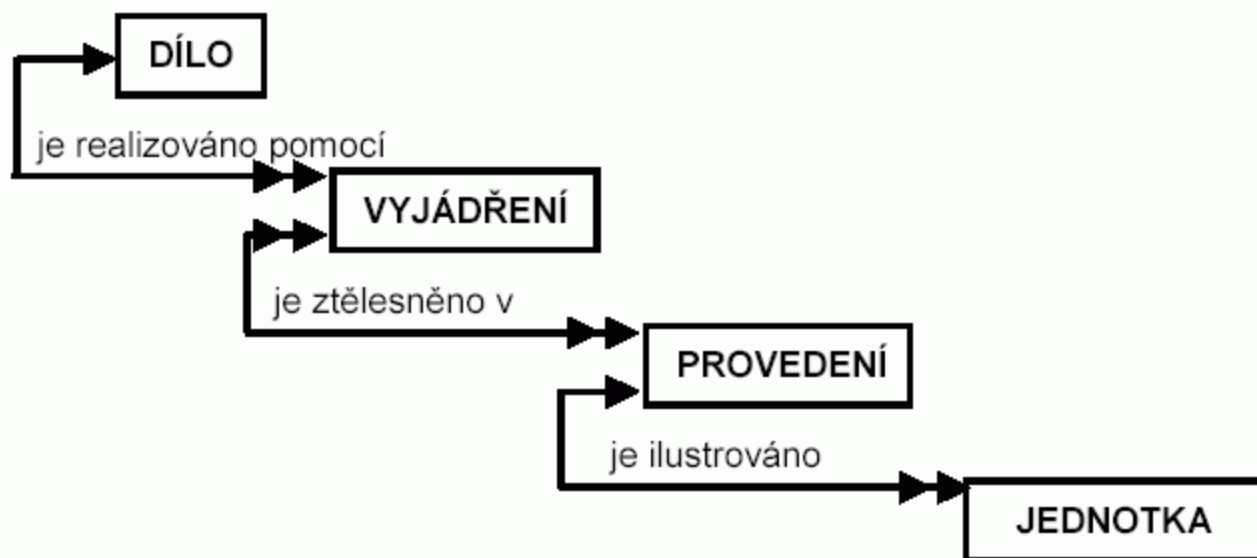 DÍLO
je realizováno pomocí
VYJÁDŘENÍ
je ztělesněno v
PROVEDENÍ
je ilustrováno
JEDNOTKA